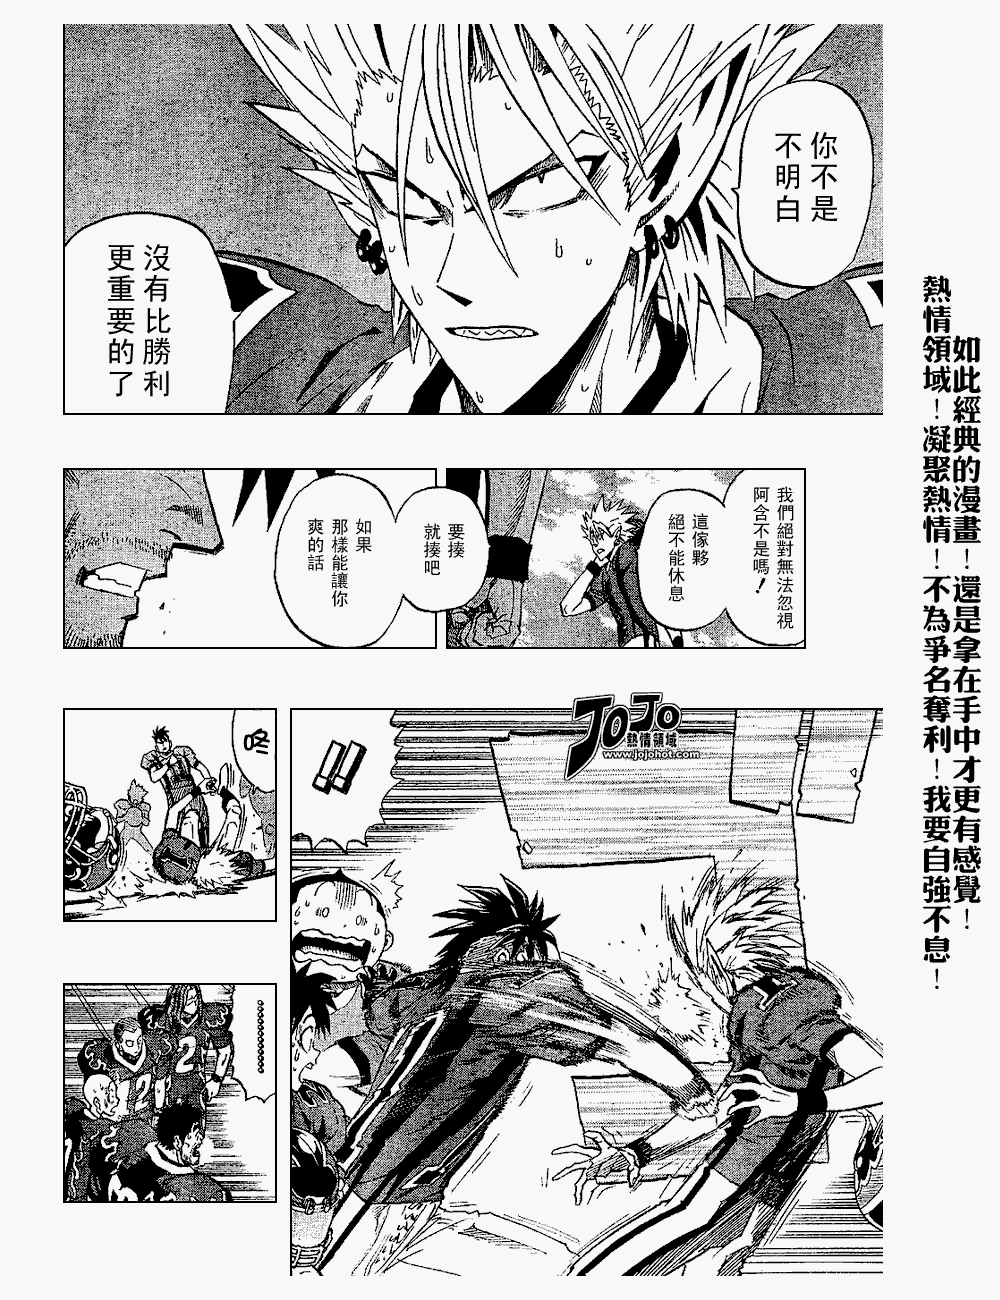 你不是
不明白
沒有比勝利
更重要的了
我們絕對無法忽視
阿含不是嗎！
這傢夥
絕不能休息
要揍
就揍吧
如果
那樣能讓你
爽的話
JOJO
熱情領域
www.jojohot.com
!!
咚
…………
2
2
2
如此經典的漫畫！還是拿在手中才更有感覺！
熱情領域！凝聚熱情！不為爭名奪利！我要自強不息！